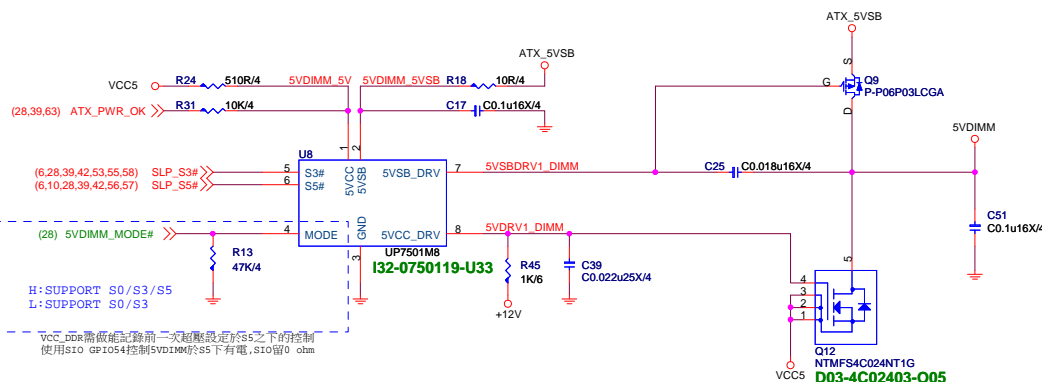 ATX_5VSB
ATX_5VSB
VCC5
R24
510R/4
5VDIMM_5V
5VDIMM_5VSB
R18
10R/4
S
G
D
Q9
P-P06P03LCGA
(28,39,63)
ATX_PWR_OK
R31
10K/4
C17
C0.1u16X/4
5VDIMM
U8
1
2
(6,28,39,42,53,55,58)
SLP_S3#
5
S3#
5VCC
5VSB
5VSB_DRV
7
5VSBDRV1_DIMM
C25
C0.018u16X/4
(6,10,28,39,42,56,57)
SLP_S5#
6
S5#
(28)
5VDIMM_MODE#
4
MODE
GND
5VCC_DRV
8
5VDRV1_DIMM
C51
C0.1u16X/4
3
UP7501M8
I32-0750119-U33
R13
47K/4
R45
1K/6
C39
C0.022u25X/4
+12V
5
4
3
2
1
H:SUPPORT S0/S3/S5
L:SUPPORT S0/S3
VCC_DDR需做能記錄前一次超壓設定於S5之下的控制
使用SIO GPIO54控制5VDIMM於S5下有電,SIO留0 ohm
Q12
NTMFS4C024NT1G
VCC5
D03-4C02403-O05